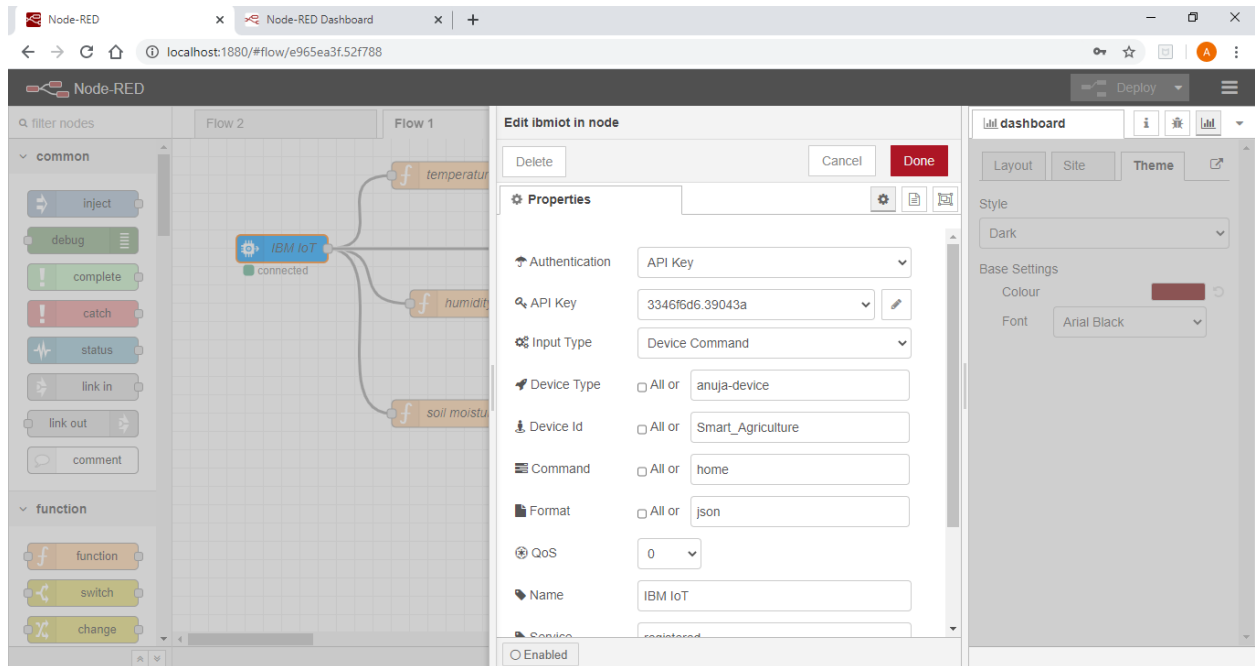 Node-RED
Node-RED Dashboard
localhost:1880/#flow/e965ea3f.52f788
A
Node-RED
Deploy
filter nodes
common
inject
debug
complete
catch
status
link in
link out
comment
function
function
switch
change
Flow 2
Flow 1
temperatur
IBM IoT
connected
humidity
soil moistu
Edit ibmiot in node
Delete
Cancel
Done
Properties
Authentication
API Key
API Key
3346f6d6.39043a
Input Type
Device Command
Device Type
All or
anuja-device
Device Id
All or
Smart_Agriculture
Command
All or
home
Format
All or
json
QoS
0
Name
IBM IoT
Service
registered
Enabled
dashboard
i
Layout
Site
Theme
Style
Dark
Base Settings
Colour
Font
Arial Black